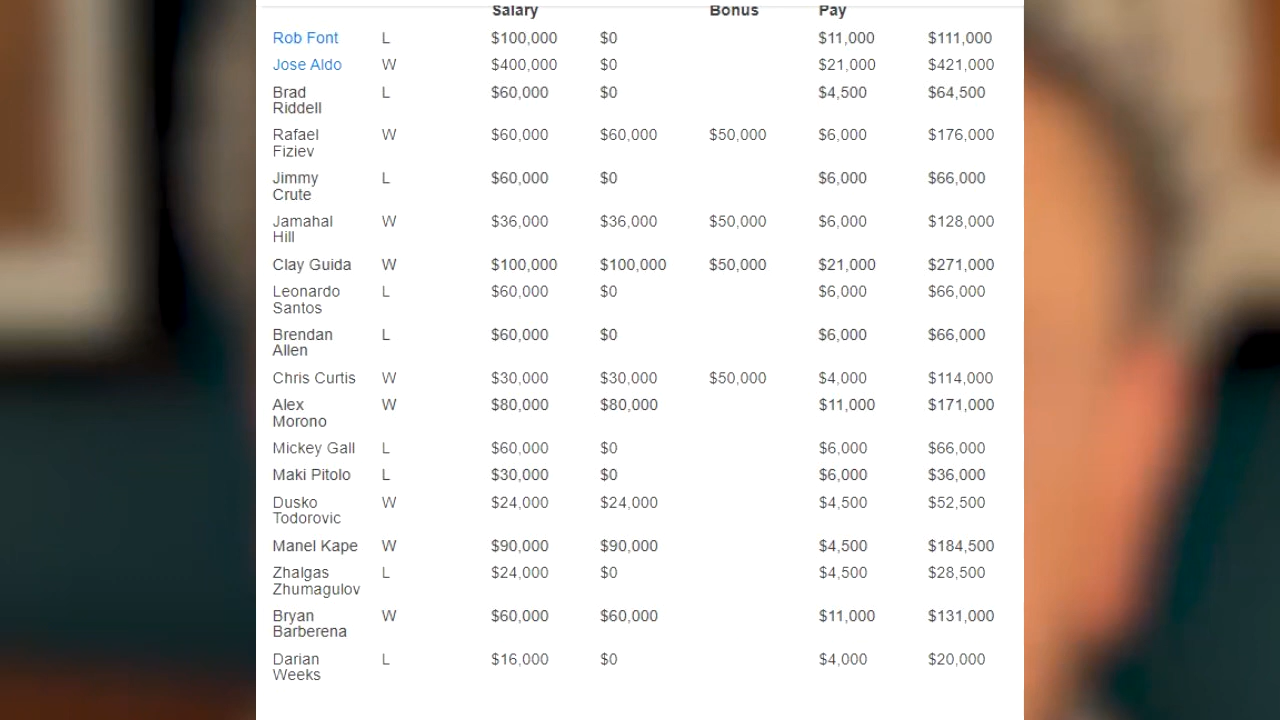 Salary Bonus Pay
Rob Font L $100,000 $0 $11,000 $111,000
Jose Aldo W $400,000 $0 $21,000 $421,000
Brad Riddell L $60,000 $0 $4,500 $64,500
Rafael Fiziev W $60,000 $60,000 $50,000 $6,000 $176,000
Jimmy Crute L $60,000 $0 $6,000 $66,000
Jamahal Hill W $36,000 $36,000 $50,000 $6,000 $128,000
Clay Guida W $100,000 $100,000 $50,000 $21,000 $271,000
Leonardo Santos L $60,000 $0 $6,000 $66,000
Brendan Allen L $60,000 $0 $6,000 $66,000
Chris Curtis W $30,000 $30,000 $50,000 $4,000 $114,000
Alex Morono W $80,000 $80,000 $11,000 $171,000
Mickey Gall L $60,000 $0 $6,000 $66,000
Maki Pitolo L $30,000 $0 $6,000 $36,000
Dusko Todorovic W $24,000 $24,000 $4,500 $52,500
Manel Kape W $90,000 $90,000 $4,500 $184,500
Zhalgas Zhumagulov L $24,000 $0 $4,500 $28,500
Bryan Barberena W $60,000 $60,000 $11,000 $131,000
Darian Weeks L $16,000 $0 $4,000 $20,000